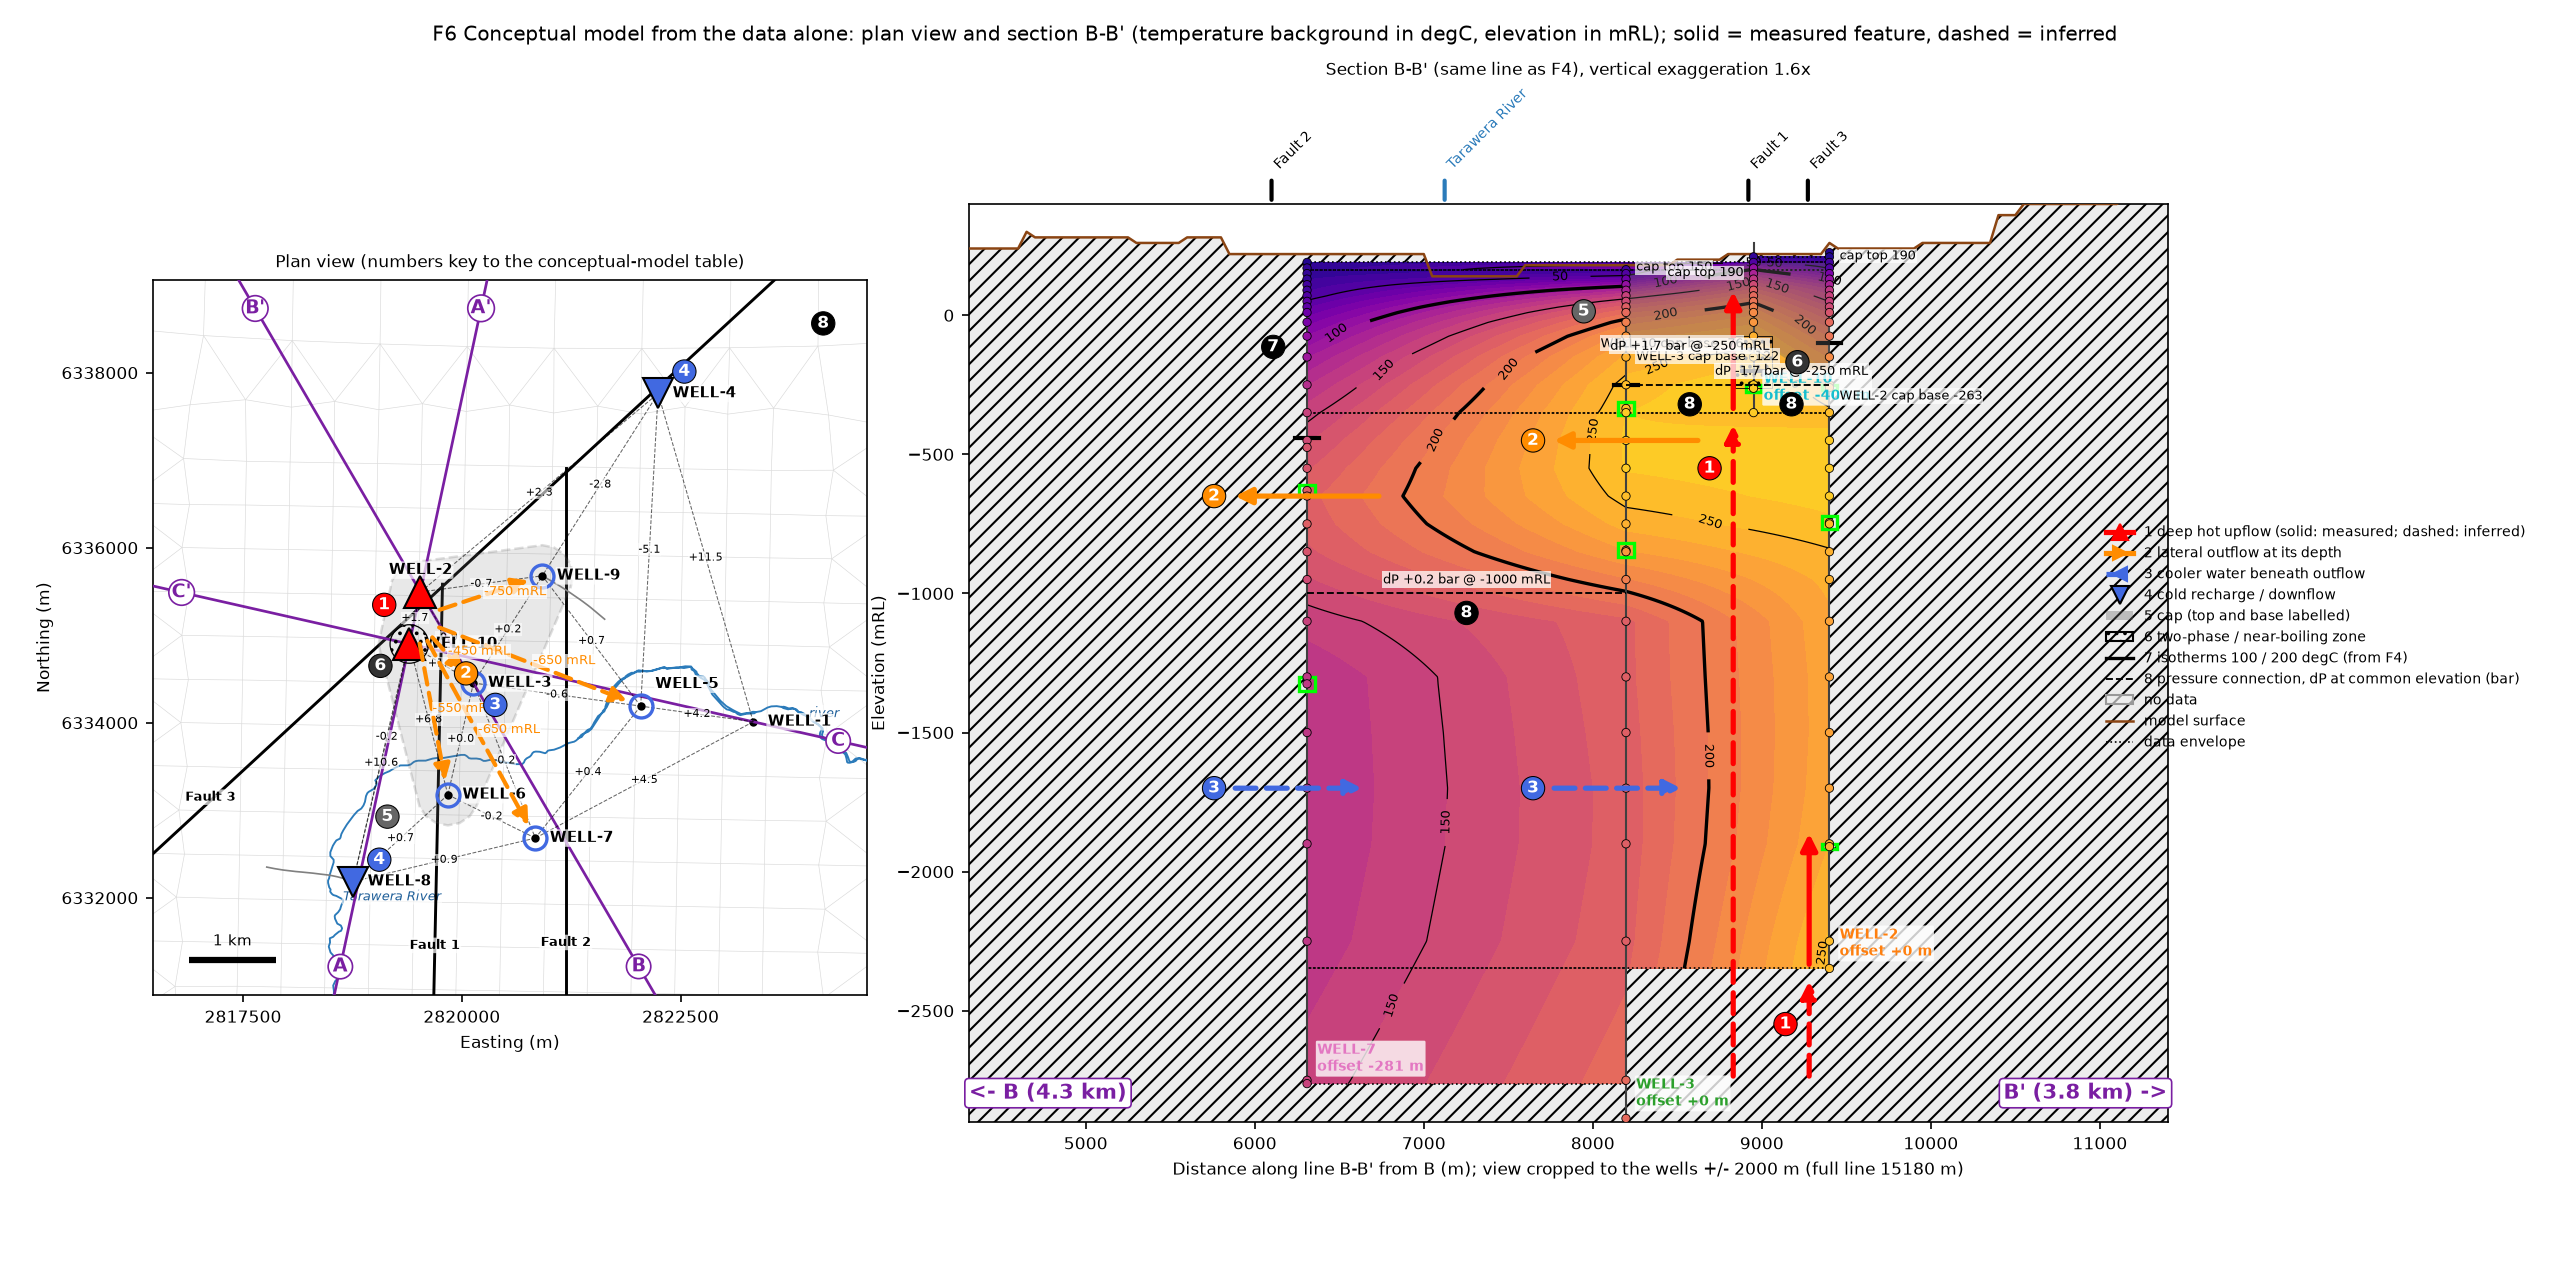 F6 Conceptual model from the data alone: plan view and section B-B' (temperature background in degC, elevation in mRL); solid = measured feature, dashed = inferred
Section B-B' (same line as F4), vertical exaggeration 1.6x
Fault 2
Tarawera River
Fault 1
Fault 3
Plan view (numbers key to the conceptual-model table)
B'
A'
8
4
WELL-4
6338000
6336000
6334000
6332000
Northing (m)
+2.3
-2.8
-5.1
+11.5
C'
WELL-2
WELL-9
-0.7
-750 mRL
1
+1.7
+0.2
+0.7
6
-450 mRL
-650 mRL
2
WELL-3
-0.6
WELL-5
3
+4.2
river
WELL-1
C
-550 mRL
+6.8
-650 mRL
-0.2
+0.0
-0.2
+10.6
+0.4
+4.5
Fault 3
WELL-6
5
-0.2
WELL-7
+0.7
4
+0.9
WELL-8
Tarawera River
1 km
Fault 1
Fault 2
A
B
2817500
2820000
2822500
Easting (m)
Elevation (mRL)
0
−500
−1000
−1500
−2000
−2500
cap top 190
cap top 190
50
50
100
100
150
150
150
200
200
200
200
250
250
250
250
200
150
150
5
7
dP +1.7 bar @ -250 mRL
WELL-3 cap base -122
6
WELL-2 cap base -263
8
8
2
1
2
dP +0.2 bar @ -1000 mRL
8
3
3
WELL-2
offset +0 m
1
WELL-7
offset -281 m
WELL-3
offset +0 m
<- B (4.3 km)
B' (3.8 km) ->
5000
6000
7000
8000
9000
10000
11000
Distance along line B-B' from B (m); view cropped to the wells +/- 2000 m (full line 15180 m)
1 deep hot upflow (solid: measured; dashed: inferred)
2 lateral outflow at its depth
3 cooler water beneath outflow
4 cold recharge / downflow
5 cap (top and base labelled)
6 two-phase / near-boiling zone
7 isotherms 100 / 200 degC (from F4)
8 pressure connection, dP at common elevation (bar)
no data
model surface
data envelope